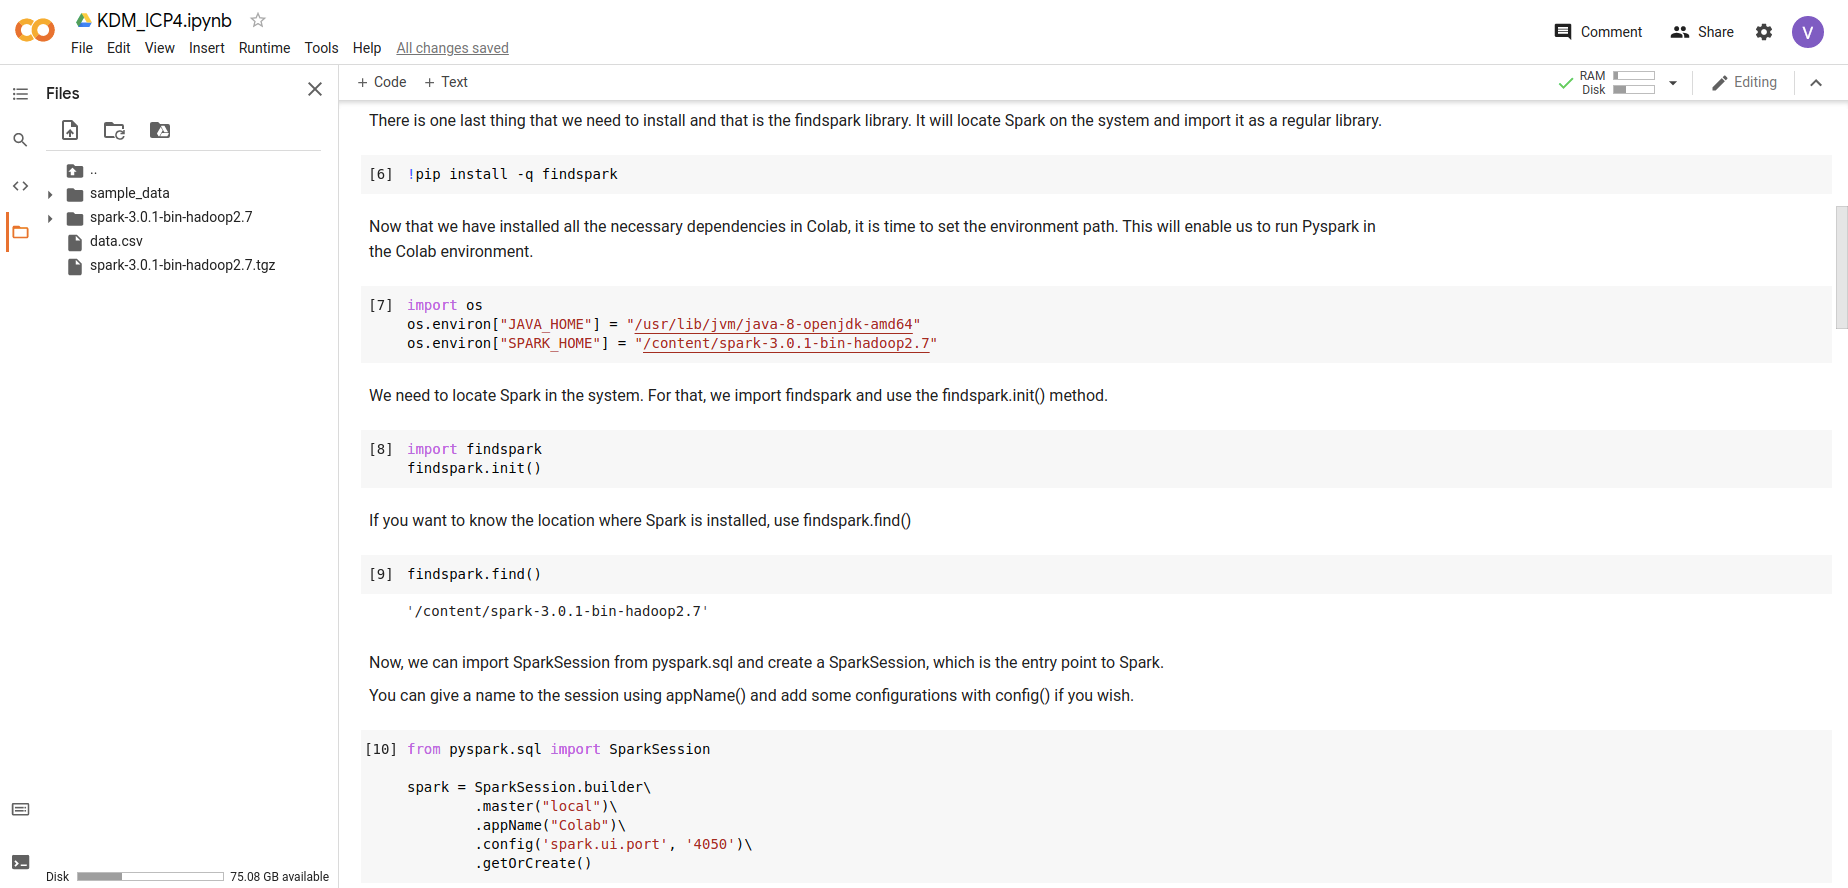 KDM_ICP4.ipynb
File Edit View Insert Runtime Tools Help All changes saved
Comment Share V
Files
+ Code + Text
RAM
Disk
Editing
..
sample_data
spark-3.0.1-bin-hadoop2.7
data.csv
spark-3.0.1-bin-hadoop2.7.tgz
Disk 75.08 GB available
There is one last thing that we need to install and that is the findspark library. It will locate Spark on the system and import it as a regular library.
[6] !pip install -q findspark
Now that we have installed all the necessary dependencies in Colab, it is time to set the environment path. This will enable us to run Pyspark in
the Colab environment.
[7] import os
os.environ["JAVA_HOME"] = "/usr/lib/jvm/java-8-openjdk-amd64"
os.environ["SPARK_HOME"] = "/content/spark-3.0.1-bin-hadoop2.7"
We need to locate Spark in the system. For that, we import findspark and use the findspark.init() method.
[8] import findspark
findspark.init()
If you want to know the location where Spark is installed, use findspark.find()
[9] findspark.find()
'/content/spark-3.0.1-bin-hadoop2.7'
Now, we can import SparkSession from pyspark.sql and create a SparkSession, which is the entry point to Spark.
You can give a name to the session using appName() and add some configurations with config() if you wish.
[10] from pyspark.sql import SparkSession
spark = SparkSession.builder\
.master("local")\
.appName("Colab")\
.config('spark.ui.port', '4050')\
.getOrCreate()